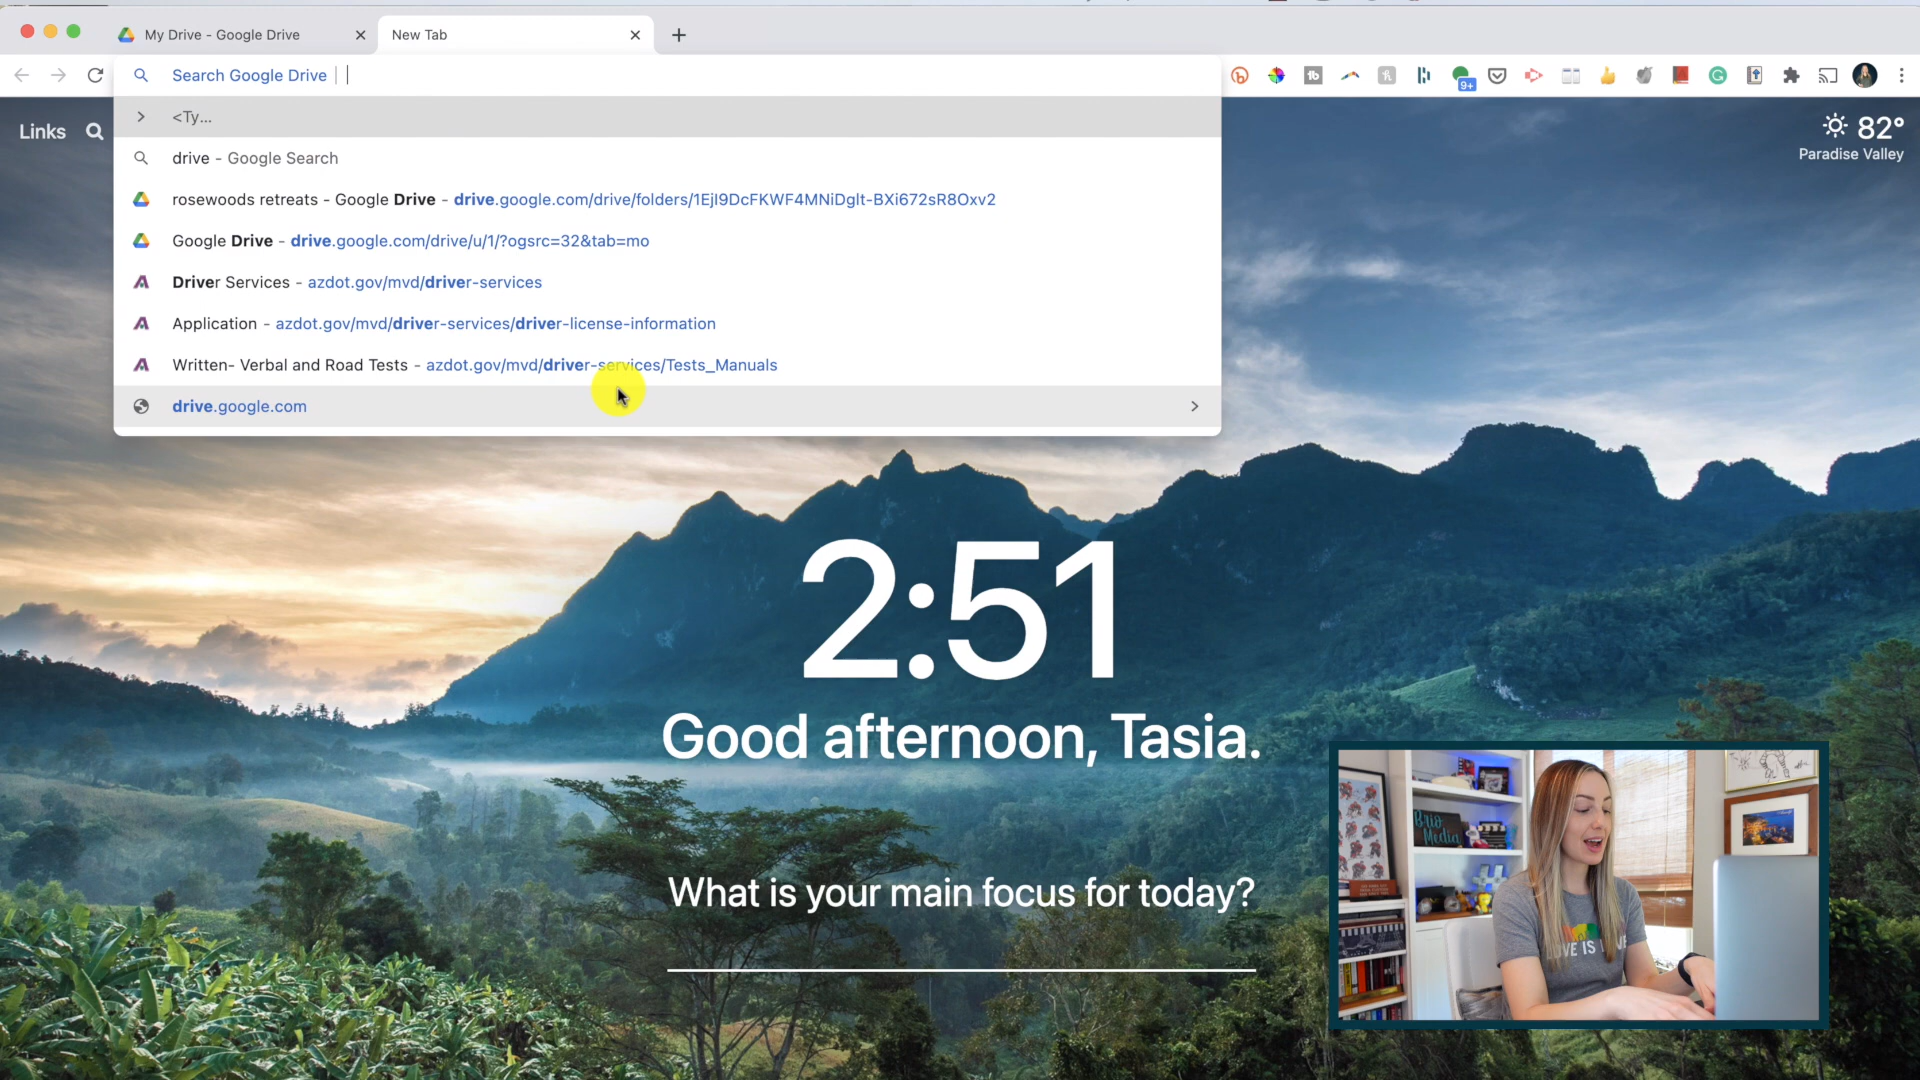 My Drive - Google Drive
New Tab
Search Google Drive
9+
<Ty...
drive - Google Search
rosewoods retreats - Google Drive - drive.google.com/drive/folders/1EjI9DcFKWF4MNiDglt-BXi672sR8Oxv2
Google Drive - drive.google.com/drive/u/1/?ogsrc=32&tab=mo
Driver Services - azdot.gov/mvd/driver-services
Application - azdot.gov/mvd/driver-services/driver-license-information
Written- Verbal and Road Tests - azdot.gov/mvd/driver-services/Tests_Manuals
drive.google.com
Links
82°
Paradise Valley
2:51
Good afternoon, Tasia.
What is your main focus for today?
Brio
Media